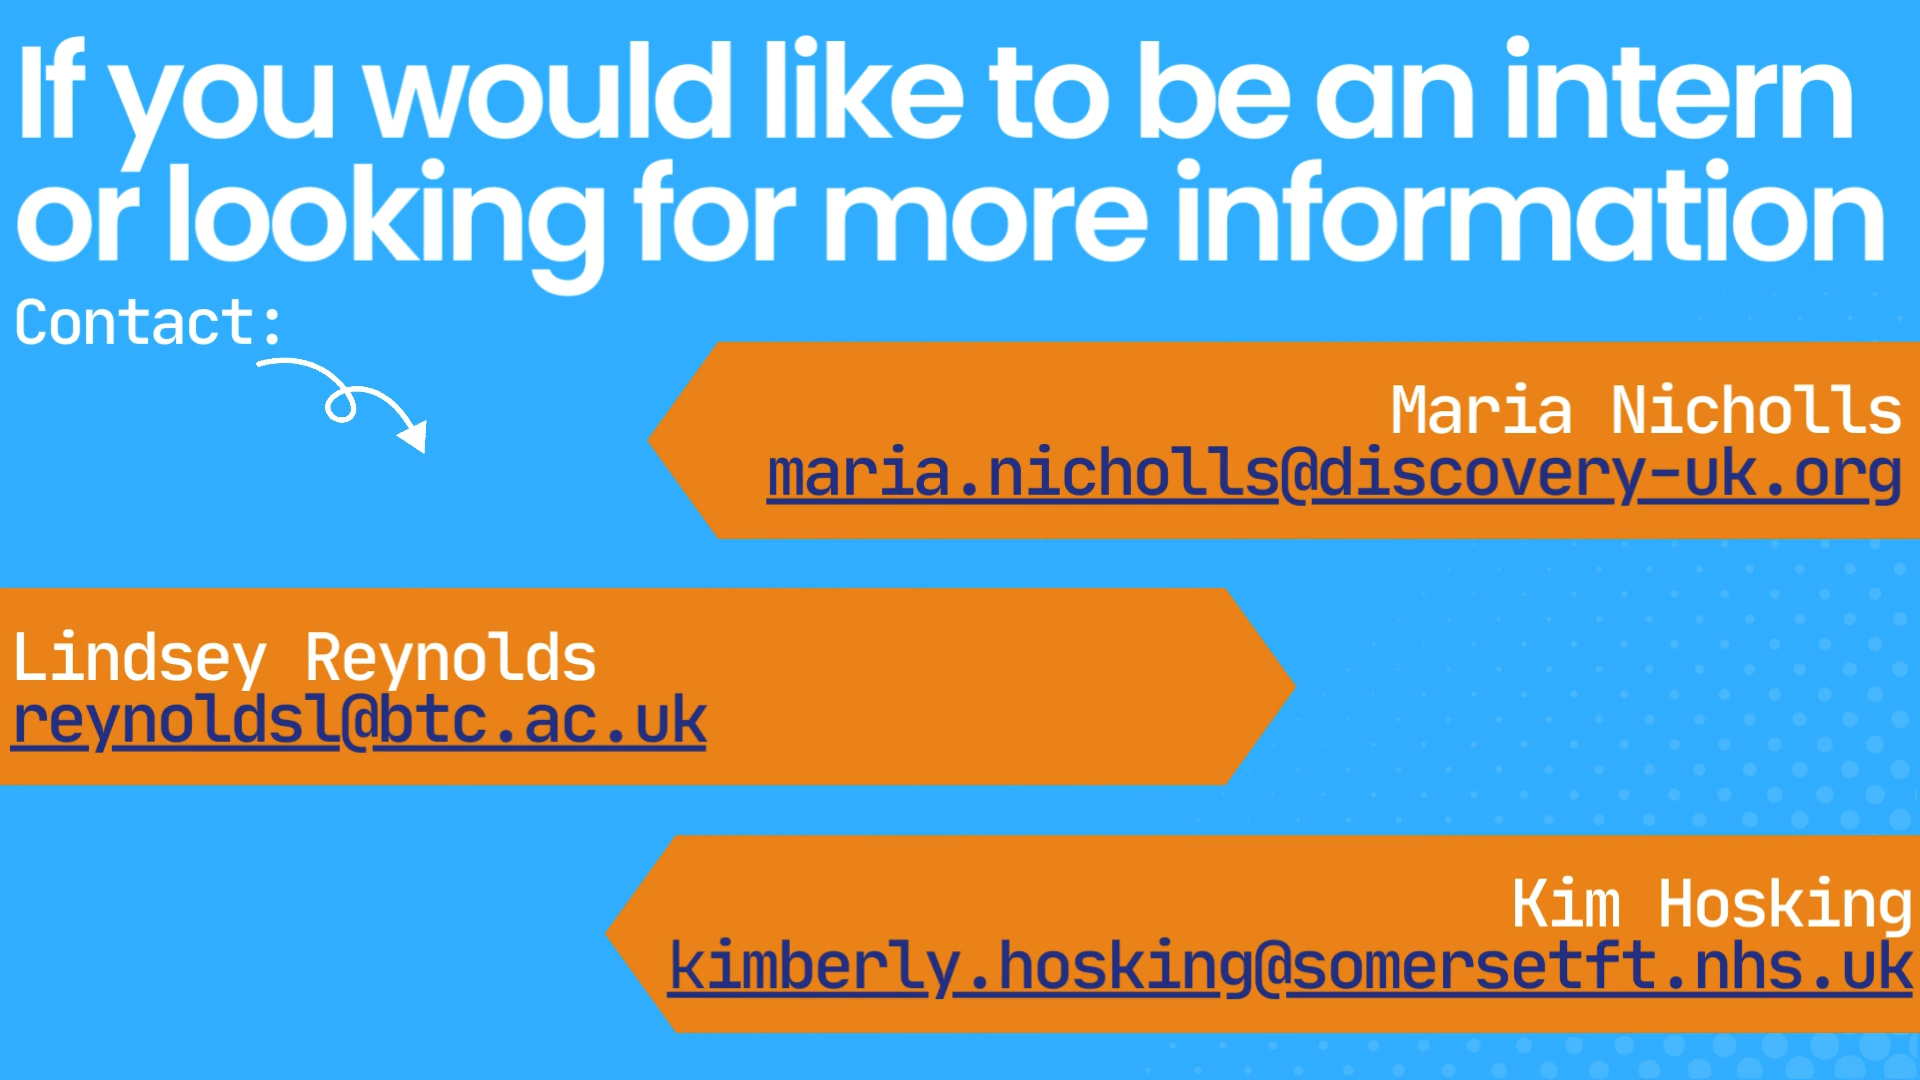 If you would like to be an intern
or looking for more information
Contact:
Maria Nicholls
maria.nicholls@discovery-uk.org
Lindsey Reynolds
reynoldsl@btc.ac.uk
Kim Hosking
kimberly.hosking@somersetft.nhs.uk